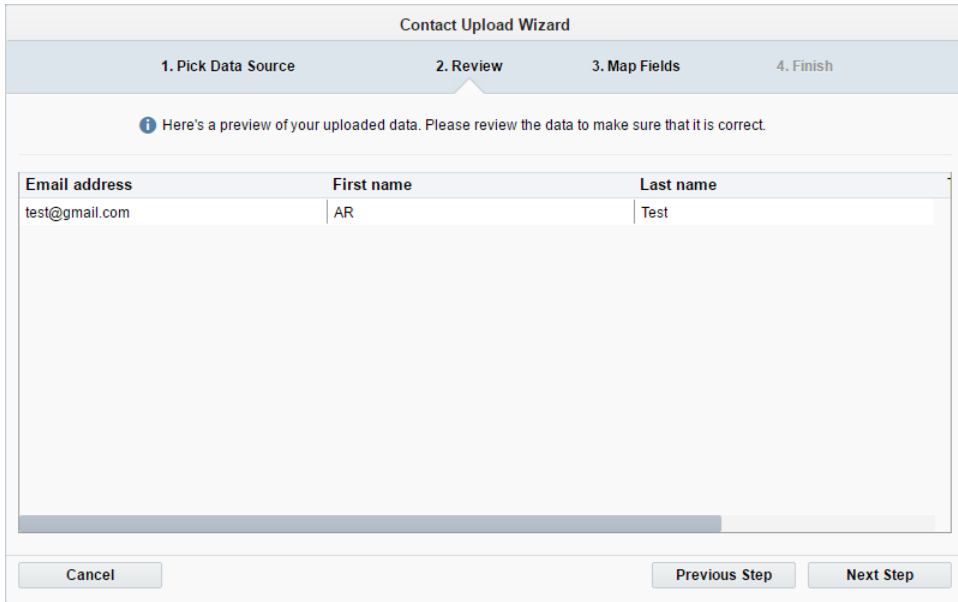 Contact Upload Wizard
1. Pick Data Source 2. Review 3. Map Fields 4. Finish
Here's a preview of your uploaded data. Please review the data to make sure that it is correct.
Email address First name Last name
test@gmail.com AR Test
Cancel Previous Step Next Step